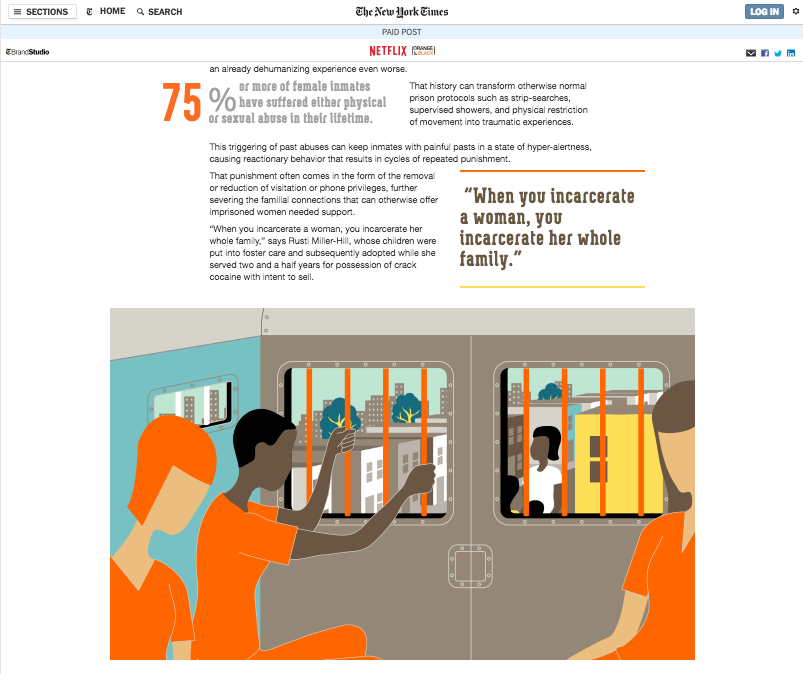 SECTIONS HOME SEARCH The New York Times LOG IN
PAID POST
T BrandStudio NETFLIX ORANGE IS THE NEW BLACK
an already dehumanizing experience even worse.
75% or more of female inmates
have suffered either physical
or sexual abuse in their lifetime.
That history can transform otherwise normal
prison protocols such as strip-searches,
supervised showers, and physical restriction
of movement into traumatic experiences.
This triggering of past abuses can keep inmates with painful pasts in a state of hyper-alertness,
causing reactionary behavior that results in cycles of repeated punishment.
That punishment often comes in the form of the removal
or reduction of visitation or phone privileges, further
severing the familial connections that can otherwise offer
imprisoned women needed support.
“When you incarcerate a woman, you incarcerate her
whole family,” says Rusti Miller-Hill, whose children were
put into foster care and subsequently adopted while she
served two and a half years for possession of crack
cocaine with intent to sell.
“When you incarcerate
a woman, you
incarcerate her whole
family.”